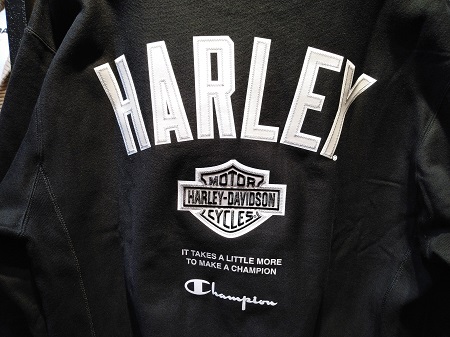 HARLEY
MOTOR
HARLEY-DAVIDSON
CYCLES
IT TAKES A LITTLE MORE
TO MAKE A CHAMPION
Champion